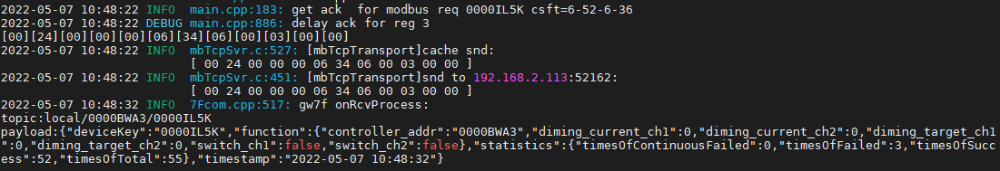 2022-05-07 10:48:22 INFO  main.cpp:183: get ack  for modbus req 0000IL5K csft=6-52-6-36
2022-05-07 10:48:22 DEBUG main.cpp:886: delay ack for reg 3
[00][24][00][00][00][06][34][06][00][03][00][00]
2022-05-07 10:48:22 INFO  mbTcpSvr.c:527: [mbTcpTransport]cache snd:
[ 00 24 00 00 00 06 34 06 00 03 00 00 ]
2022-05-07 10:48:22 INFO  mbTcpSvr.c:451: [mbTcpTransport]snd to 192.168.2.113:52162:
[ 00 24 00 00 00 06 34 06 00 03 00 00 ]
2022-05-07 10:48:32 INFO  7Fcom.cpp:517: gw7f onRcvProcess:
topic:local/0000BWA3/0000IL5K
payload:{"deviceKey":"0000IL5K","function":{"controller_addr":"0000BWA3","diming_current_ch1":0,"diming_current_ch2":0,"diming_target_ch1
":0,"diming_target_ch2":0,"switch_ch1":false,"switch_ch2":false},"statistics":{"timesOfContinuousFailed":0,"timesOfFailed":3,"timesOfSucc
ess":52,"timesOfTotal":55},"timestamp":"2022-05-07 10:48:32"}